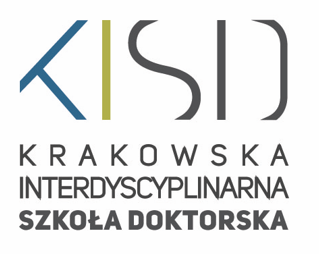 KISD
KRAKOWSKA
INTERDYSCYPLINARNA
SZKOŁA DOKTORSKA